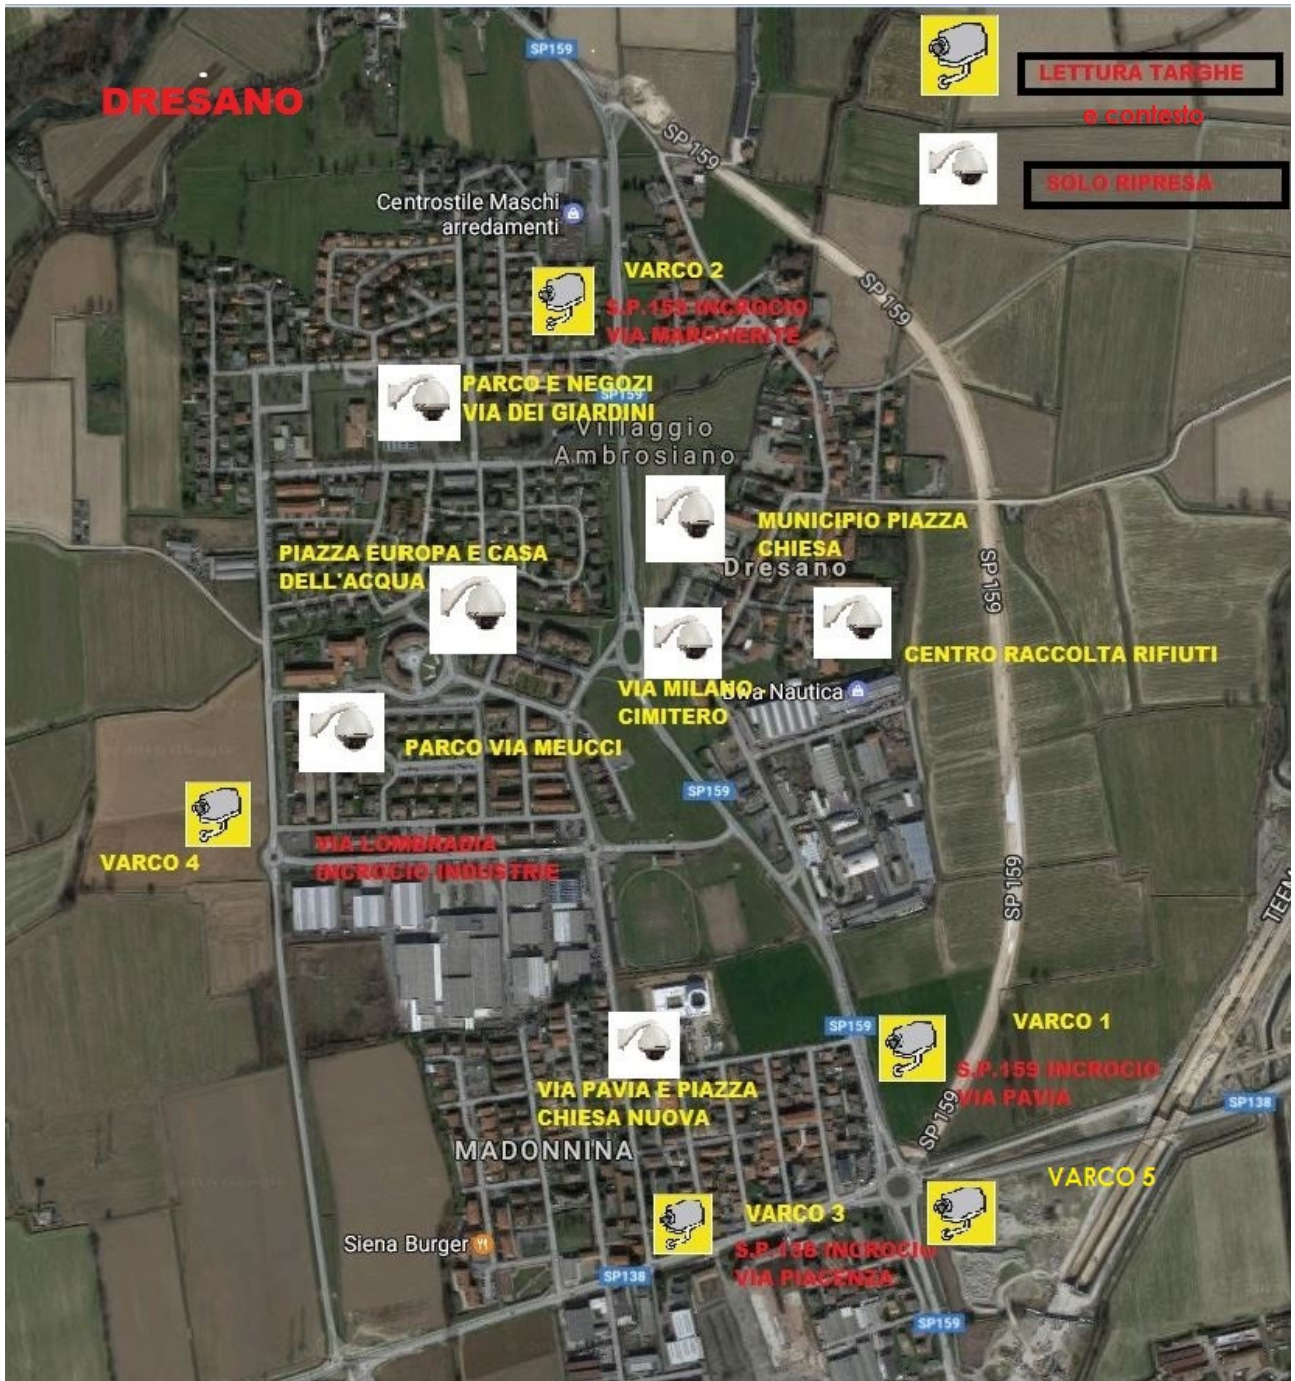 SP159
DRESANO
LETTURA TARGHE
e contesto
SP 159
SOLO RIPRESA
Centrostile Maschi
arredamenti
VARCO 2
S.P.159 INCROCIO
VIA MARGHERITE
SP 159
PARCO E NEGOZI
VIA DEI GIARDINI
SP159
Villaggio
Ambrosiano
MUNICIPIO PIAZZA
CHIESA
PIAZZA EUROPA E CASA
DELL'ACQUA
Dresano
SP 159
CENTRO RACCOLTA RIFIUTI
VIA MILANO -
CIMITERO
Nautica
PARCO VIA MEUCCI
SP159
VIA LOMBRADIA
INCROCIO INDUSTRIE
VARCO 4
SP 159
TEEM
SP159
VARCO 1
S.P.159 INCROCIO
VIA PAVIA
SP138
VIA PAVIA E PIAZZA
CHIESA NUOVA
SP 159
MADONNINA
VARCO 5
VARCO 3
S.P.138 INCROCIO
VIA PIACENZA
Siena Burger
SP138
SP159